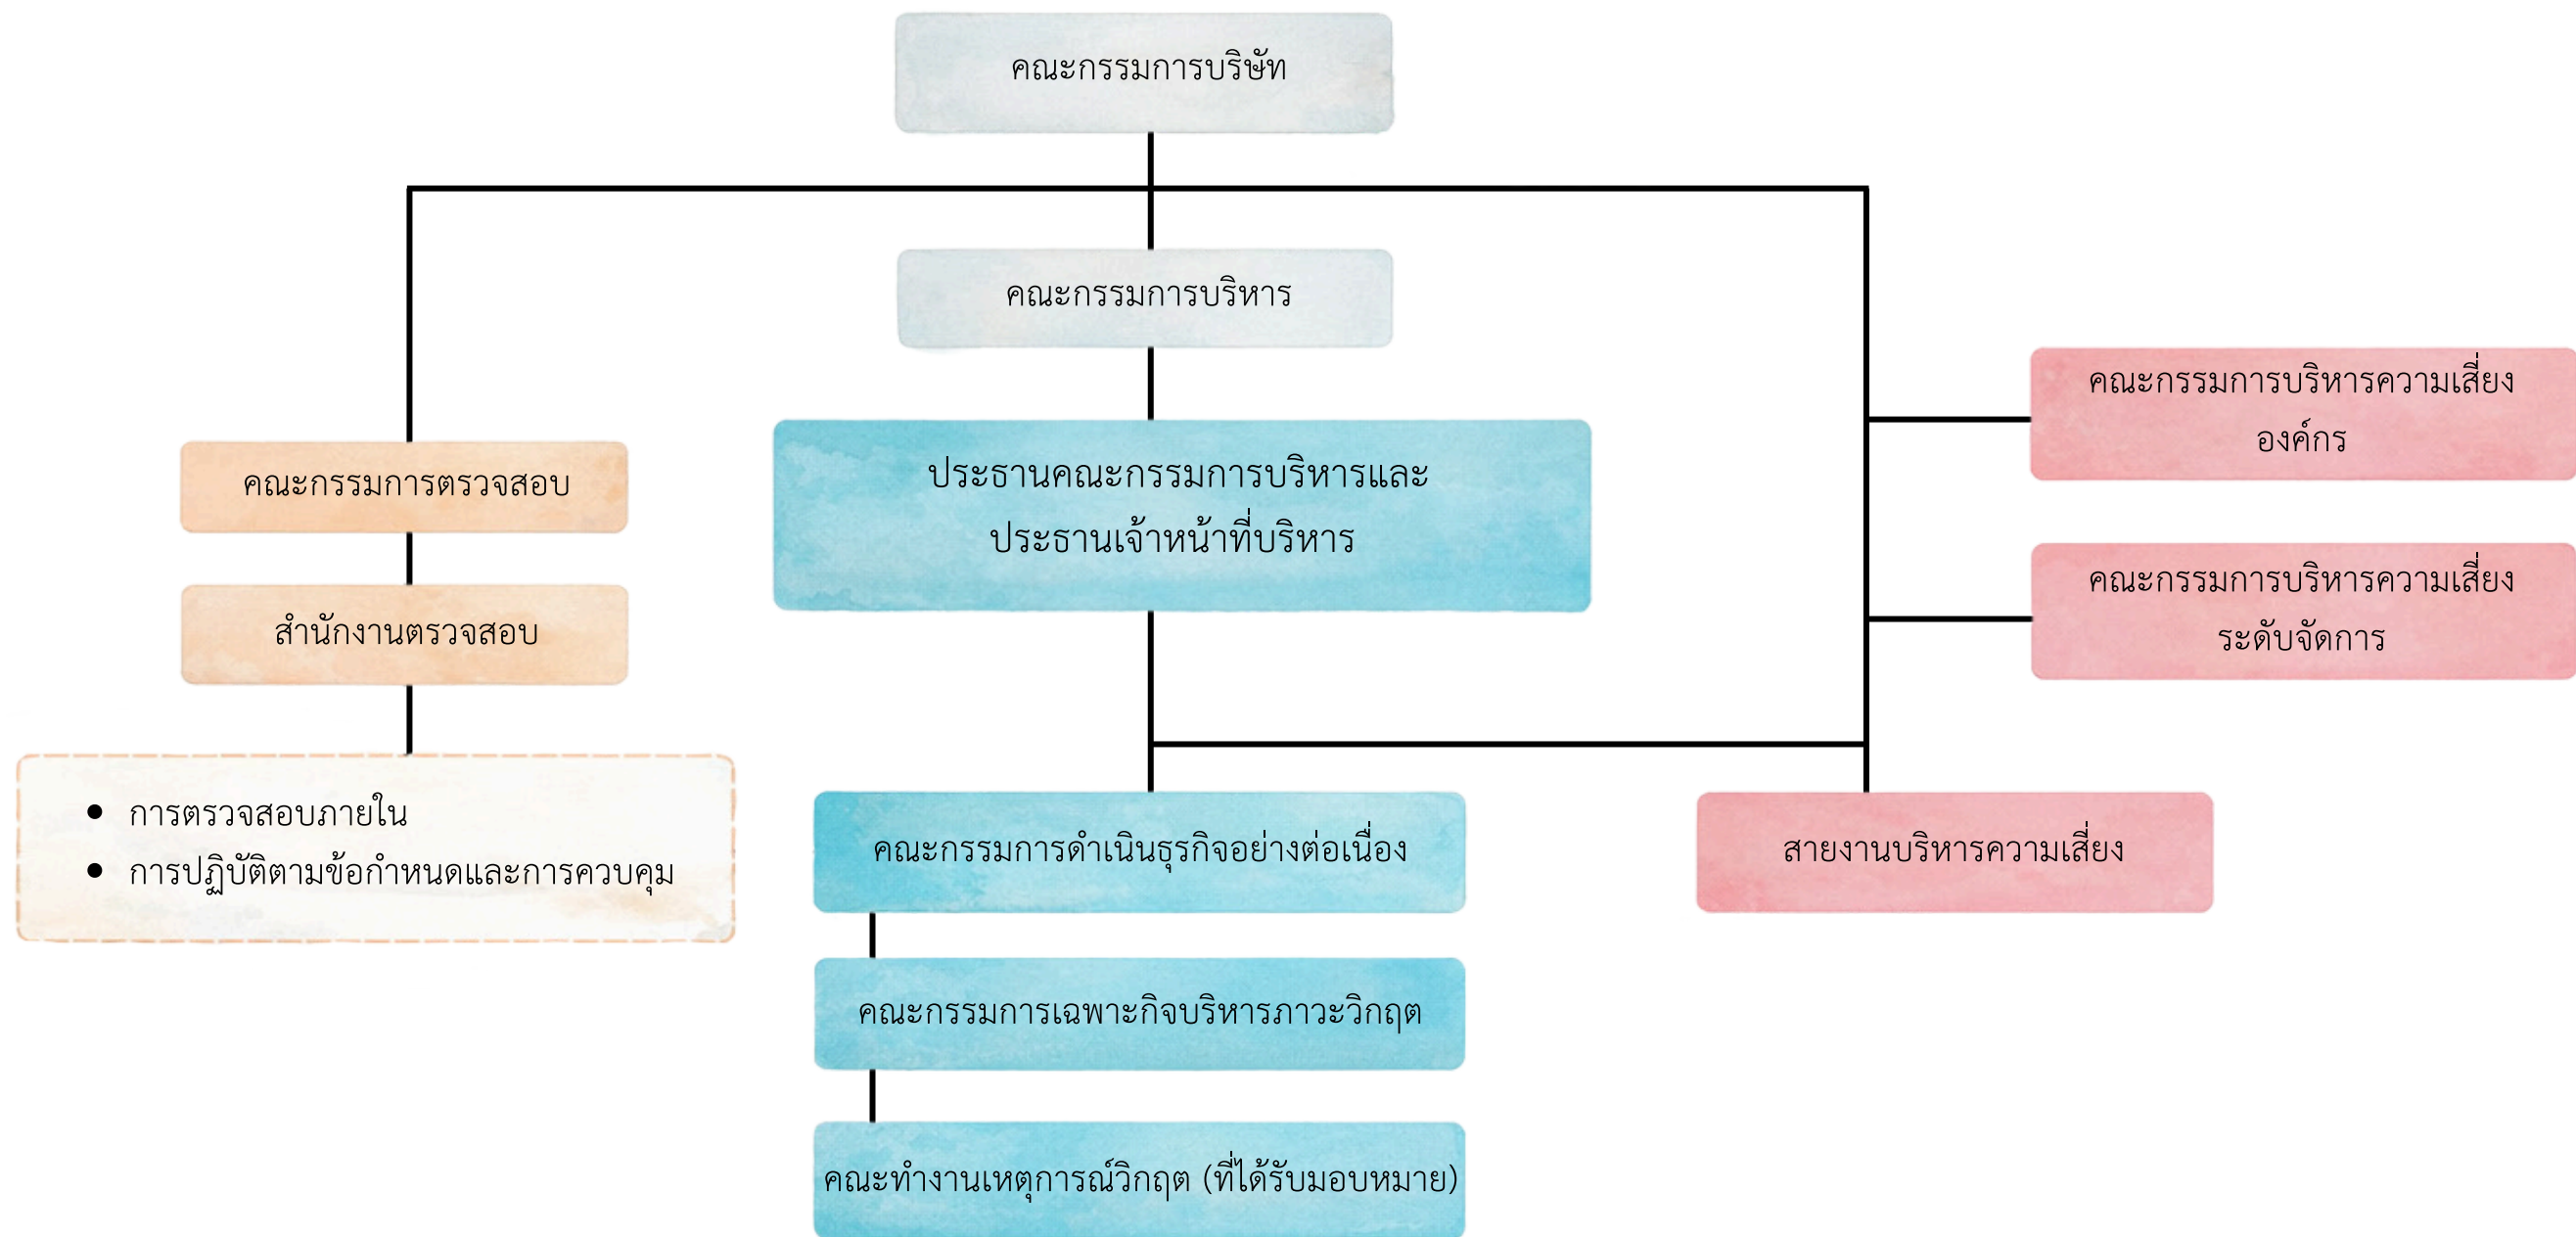 คณะกรรมการบริษัท
คณะกรรมการบริหาร
คณะกรรมการบริหารความเสี่ยง
องค์กร
คณะกรรมการตรวจสอบ
ประธานคณะกรรมการบริหารและ
ประธานเจ้าหน้าที่บริหาร
คณะกรรมการบริหารความเสี่ยง
ระดับจัดการ
สำนักงานตรวจสอบ
• การตรวจสอบภายใน
• การปฏิบัติตามข้อกำหนดและการควบคุม
คณะกรรมการดำเนินธุรกิจอย่างต่อเนื่อง
สายงานบริหารความเสี่ยง
คณะกรรมการเฉพาะกิจบริหารภาวะวิกฤต
คณะทำงานเหตุการณ์วิกฤต (ที่ได้รับมอบหมาย)